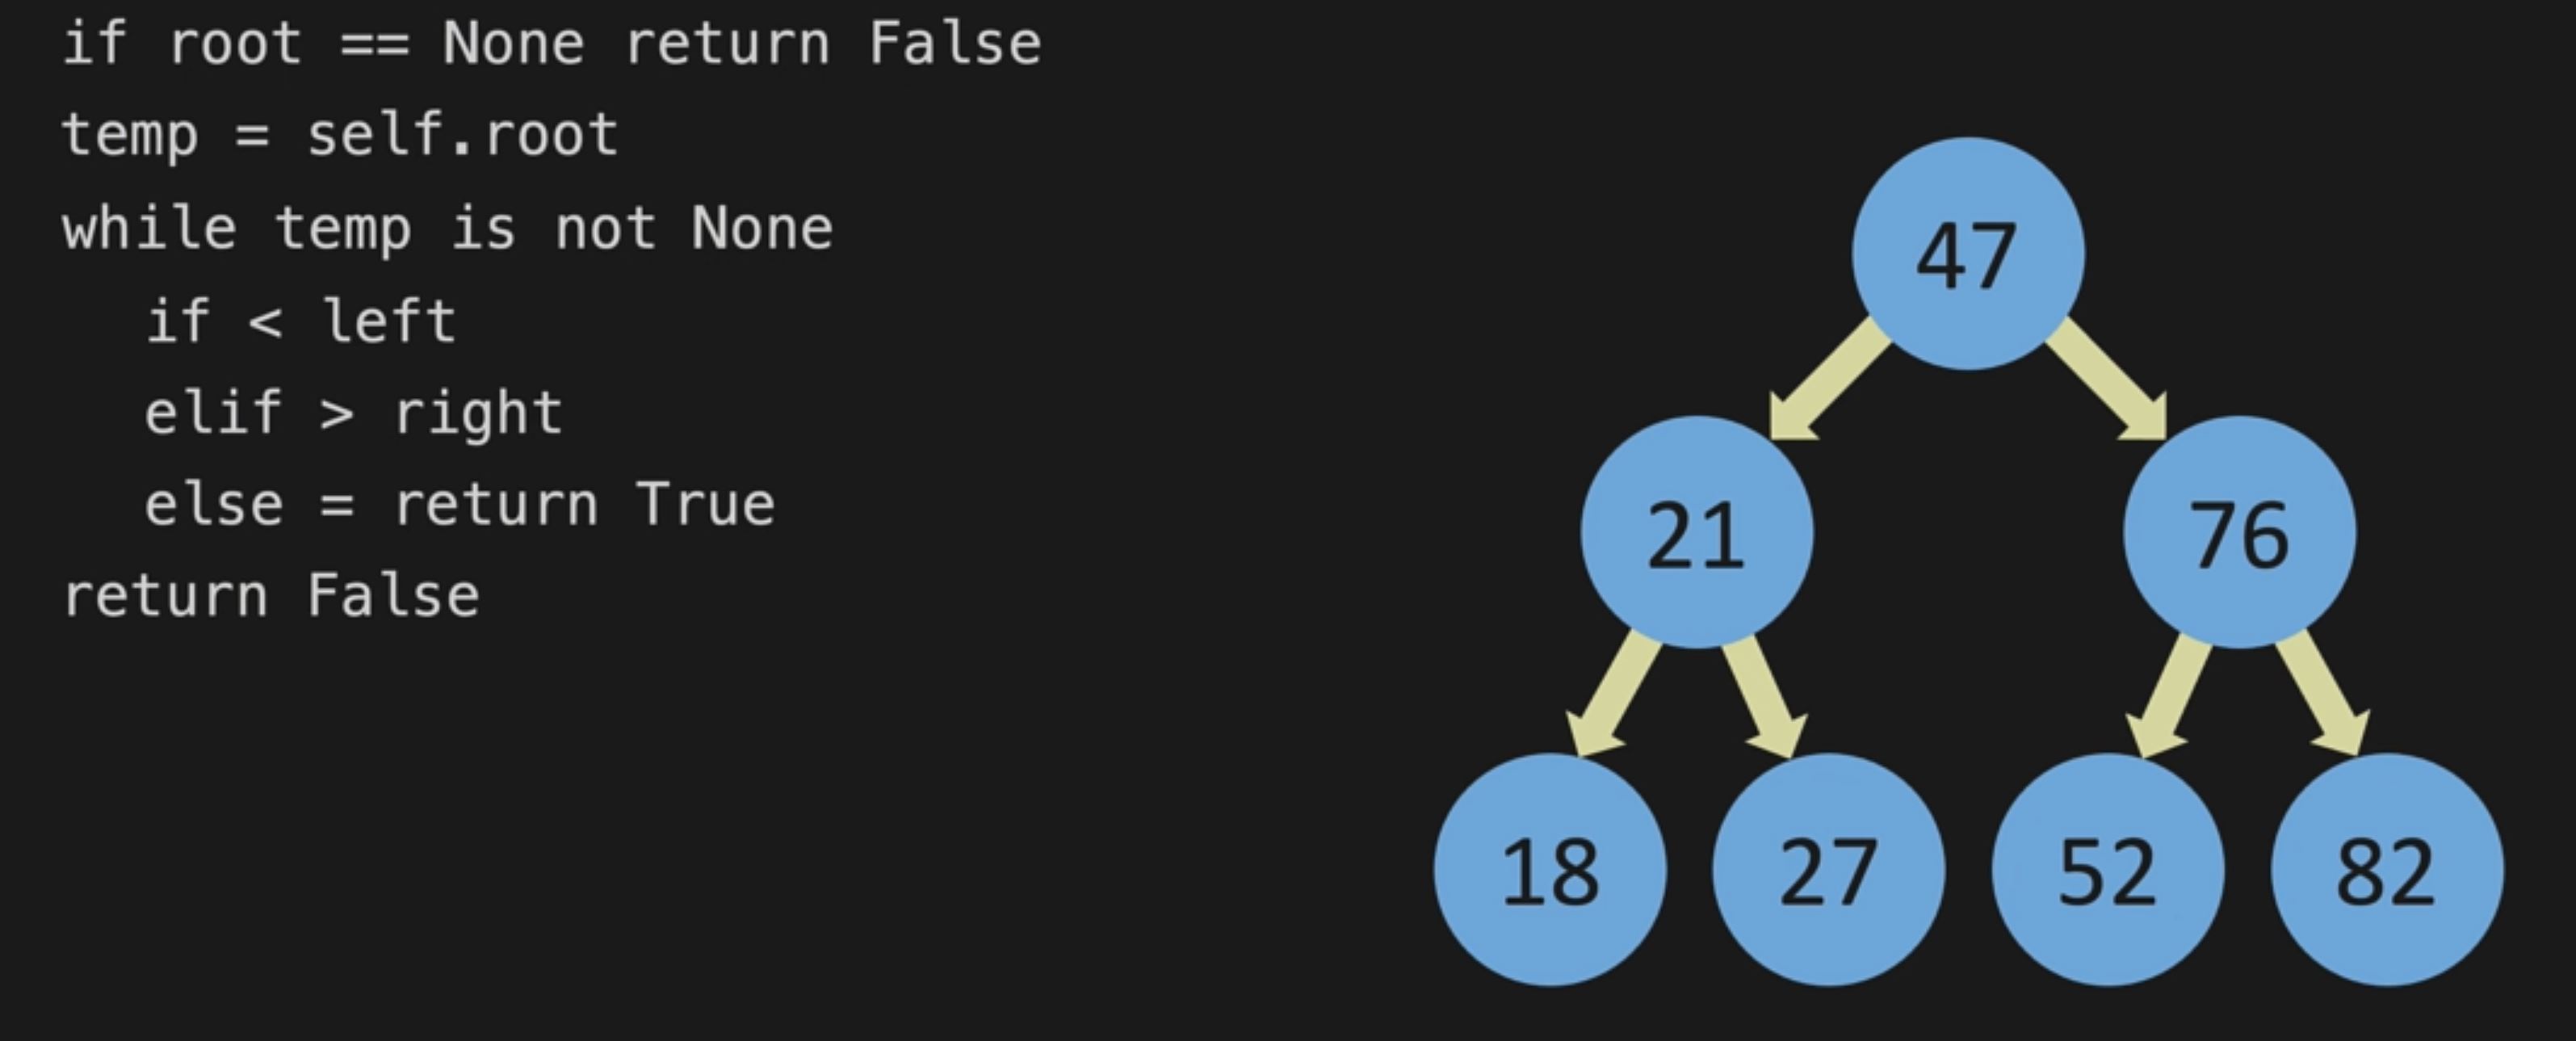 if root == None return False
temp = self.root
while temp is not None
if < left
elif > right
else = return True
return False
47
21 76
18 27 52 82